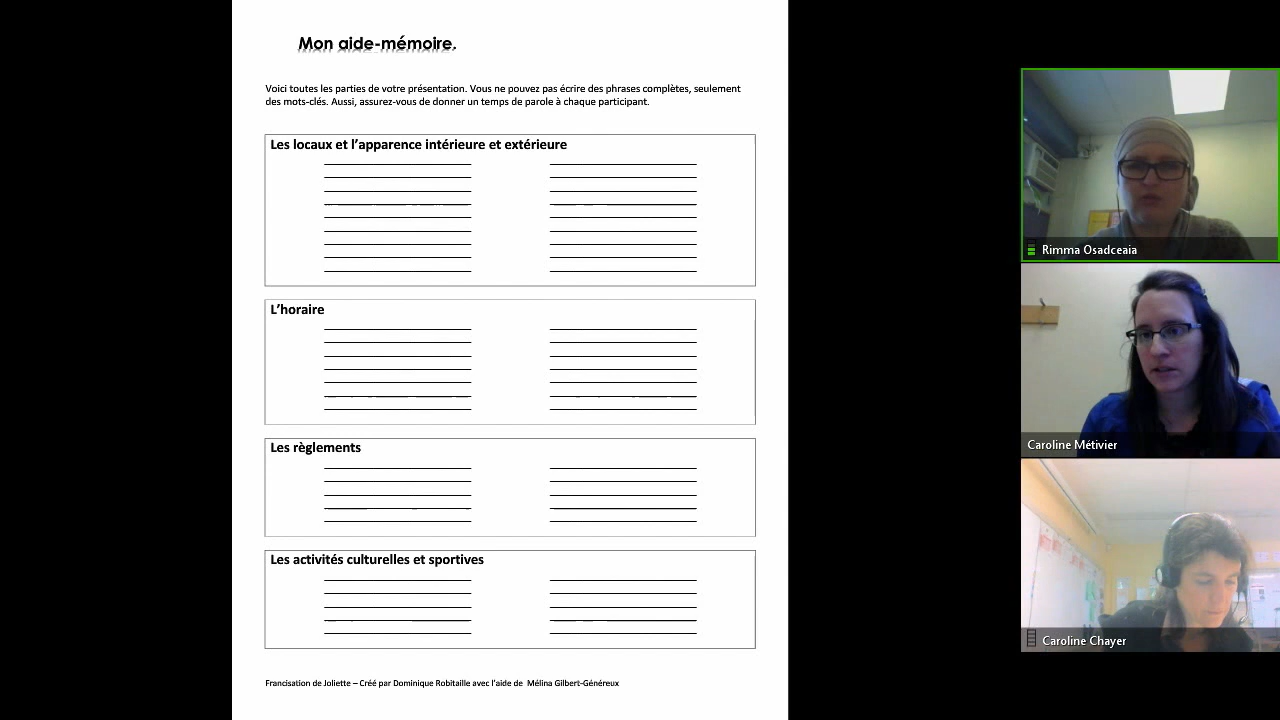 Mon aide-mémoire.
Voici toutes les parties de votre présentation. Vous ne pouvez pas écrire des phrases complètes, seulement
des mots-clés. Aussi, assurez-vous de donner un temps de parole à chaque participant.
Les locaux et l'apparence intérieure et extérieure
L'horaire
Les règlements
Les activités culturelles et sportives
Francisation de Joliette – Créé par Dominique Robitaille avec l'aide de Mélina Gilbert-Généreux
Rimma Osadceaia
Caroline Métivier
Caroline Chayer